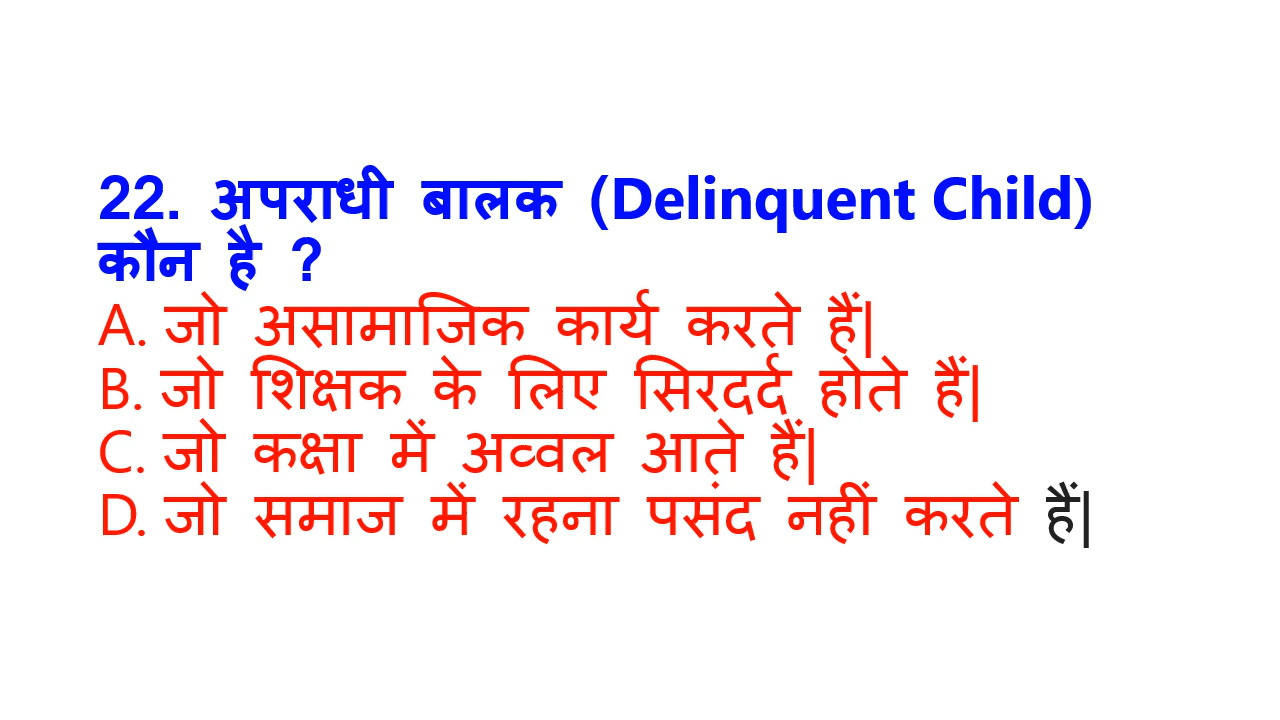 22. अपराधी बालक (Delinquent Child)
कौन है ?
A. जो असामाजिक कार्य करते हैं|
B. जो शिक्षक के लिए सिरदर्द होते हैं|
C. जो कक्षा में अव्वल आते हैं|
D. जो समाज में रहना पसंद नहीं करते हैं|